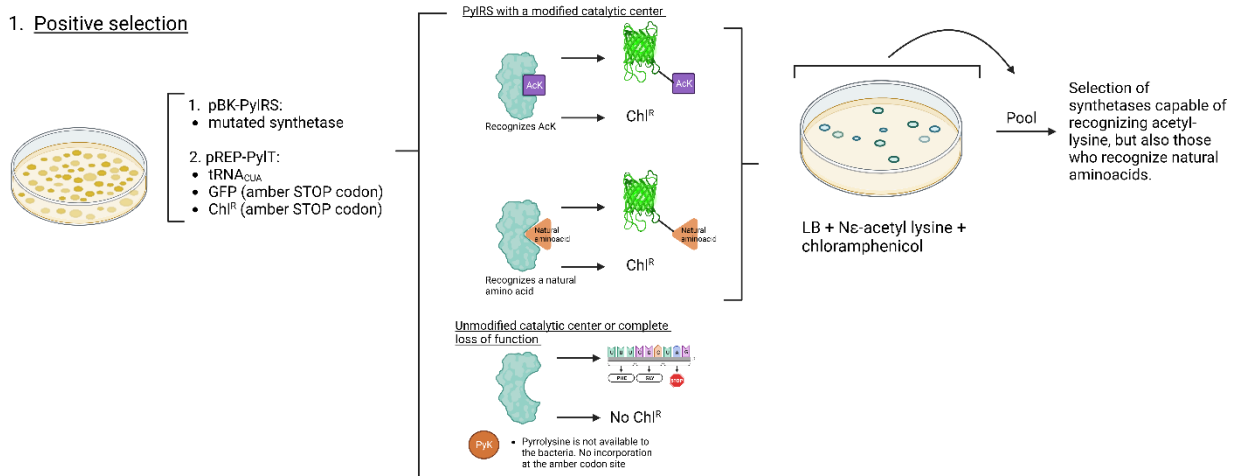 1. Positive selection
1. pBK-PylRS:
• mutated synthetase
2. pREP-PylT:
• tRNACUA
• GFP (amber STOP codon)
• ChlR (amber STOP codon)
PylRS with a modified catalytic center
AcK
Recognizes AcK
AcK
ChlR
Natural
aminoacid
Recognizes a natural
amino acid
Natural
aminoacid
ChlR
Unmodified catalytic center or complete
loss of function
PHE
GLY
STOP
No ChlR
PyK
• Pyrrolysine is not available to
the bacteria. No incorporation
at the amber codon site
LB + Nε-acetyl lysine +
chloramphenicol
Pool
Selection of
synthetases capable of
recognizing acetyl-
lysine, but also those
who recognize natural
aminoacids.